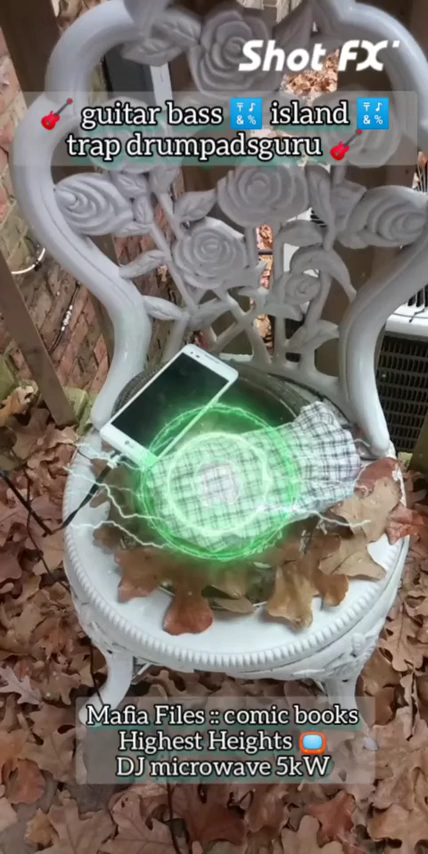 Shot FX
🎸 guitar bass 🔣 island 🔣
trap drumpadsguru 🎸
Mafia Files :: comic books
Highest Heights 📺
DJ microwave 5kW